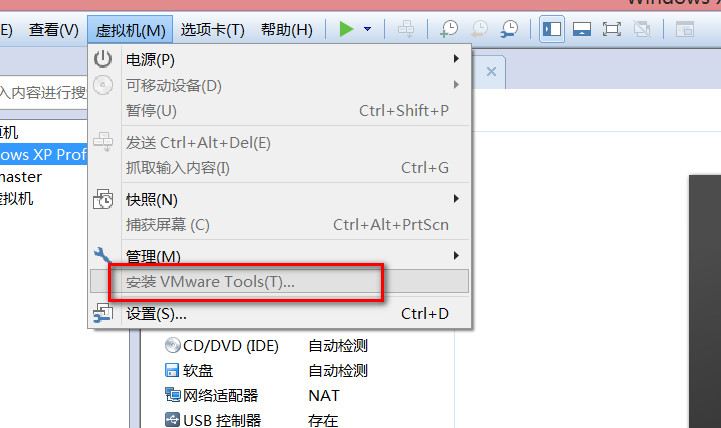 Windows X
E) 查看(V) 虚拟机(M) 选项卡(T) 帮助(H)
入内容进行搜
电源(P)
可移动设备(D)
暂停(U) Ctrl+Shift+P
发送 Ctrl+Alt+Del(E)
抓取输入内容(I) Ctrl+G
快照(N)
捕获屏幕 (C) Ctrl+Alt+PrtScn
管理(M)
安装 VMware Tools(T)...
设置(S)... Ctrl+D
ows XP Prof
master
虚拟机
CD/DVD (IDE) 自动检测
软盘 自动检测
网络适配器 NAT
USB 控制器 存在